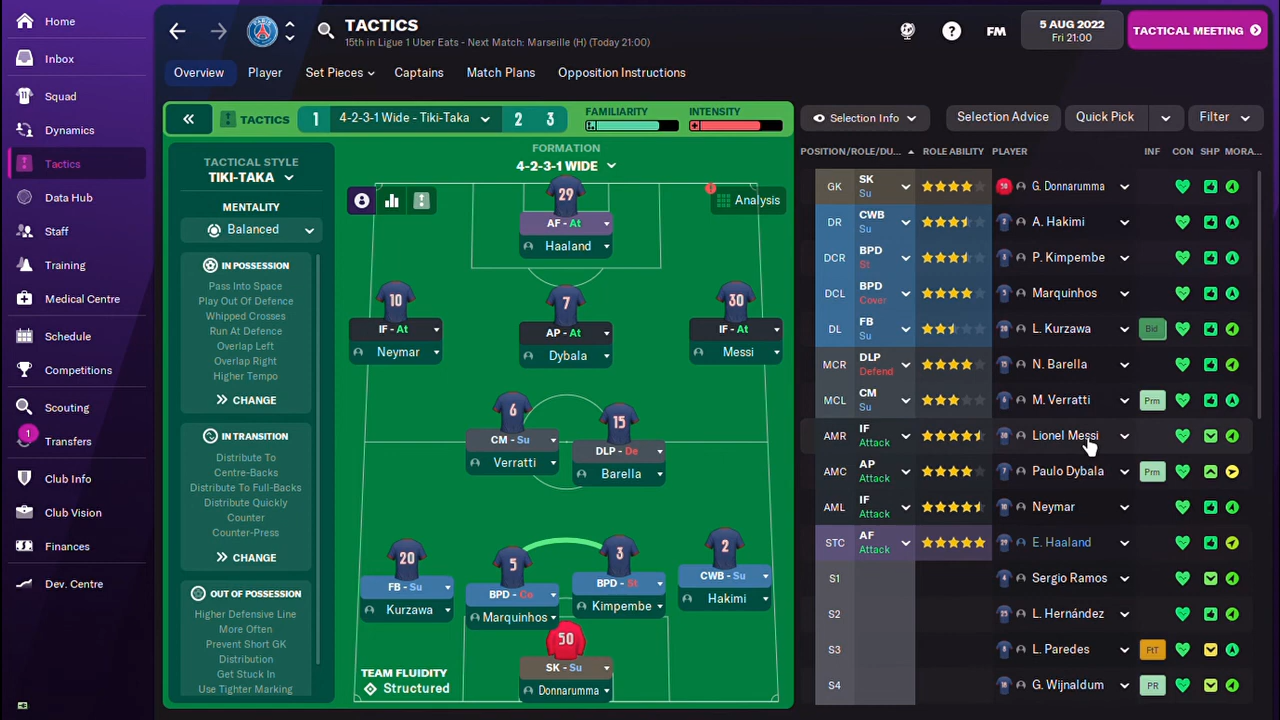 Home
Inbox
Squad
Dynamics
Tactics
Data Hub
Staff
Training
Medical Centre
Schedule
Competitions
Scouting
1
Transfers
Club Info
Club Vision
Finances
Dev. Centre
TACTICS
15th in Ligue 1 Uber Eats - Next Match: Marseille (H) (Today 21:00)
FM
5 AUG 2022
Fri 21:00
TACTICAL MEETING
Overview
Player
Set Pieces
Captains
Match Plans
Opposition Instructions
TACTICS
1
4-2-3-1 Wide - Tiki-Taka
2
3
FAMILIARITY
INTENSITY
TACTICAL STYLE
TIKI-TAKA
MENTALITY
Balanced
IN POSSESSION
Pass Into Space
Play Out Of Defence
Whipped Crosses
Run At Defence
Overlap Left
Overlap Right
Higher Tempo
CHANGE
IN TRANSITION
Distribute To
Centre-Backs
Distribute To Full-Backs
Distribute Quickly
Counter
Counter-Press
CHANGE
OUT OF POSSESSION
Higher Defensive Line
More Often
Prevent Short GK
Distribution
Get Stuck In
Use Tighter Marking
FORMATION
4-2-3-1 WIDE
Analysis
29
AF - At
Haaland
10
IF - At
Neymar
7
AP - At
Dybala
30
IF - At
Messi
6
CM - Su
Verratti
15
DLP - De
Barella
20
FB - Su
Kurzawa
5
BPD - Co
Marquinhos
3
BPD - St
Kimpembe
2
CWB - Su
Hakimi
50
SK - Su
Donnarumma
TEAM FLUIDITY
Structured
Selection Info
Selection Advice
Quick Pick
Filter
POSITION/ROLE/DU... ROLE ABILITY PLAYER INF CON SHP MORA...
GK SK Su G. Donnarumma
DR CWB Su A. Hakimi
DCR BPD St P. Kimpembe
DCL BPD Cover Marquinhos
DL FB Su L. Kurzawa Bid
MCR DLP Defend N. Barella
MCL CM Su M. Verratti Prm
AMR IF Attack Lionel Messi
AMC AP Attack Paulo Dybala Prm
AML IF Attack Neymar
STC AF Attack E. Haaland
S1 Sergio Ramos
S2 L. Hernández
S3 L. Paredes FtT
S4 G. Wijnaldum PR